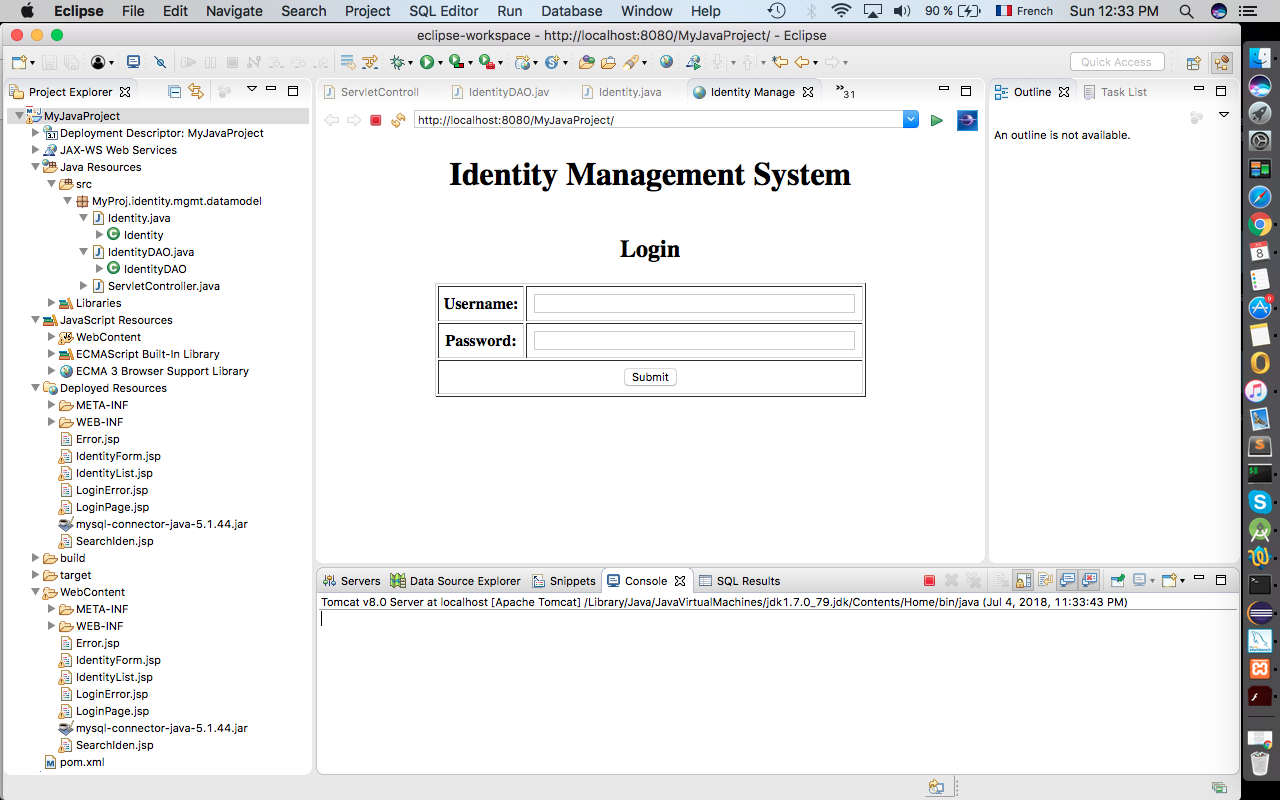 Eclipse File Edit Navigate Search Project SQL Editor Run Database Window Help 90 % French Sun 12:33 PM
eclipse-workspace - http://localhost:8080/MyJavaProject/ - Eclipse
Quick Access
Project Explorer
MyJavaProject
Deployment Descriptor: MyJavaProject
JAX-WS Web Services
Java Resources
src
MyProj.identity.mgmt.datamodel
Identity.java
Identity
IdentityDAO.java
IdentityDAO
ServletController.java
Libraries
JavaScript Resources
WebContent
ECMAScript Built-In Library
ECMA 3 Browser Support Library
Deployed Resources
META-INF
WEB-INF
Error.jsp
IdentityForm.jsp
IdentityList.jsp
LoginError.jsp
LoginPage.jsp
mysql-connector-java-5.1.44.jar
SearchIden.jsp
build
target
WebContent
META-INF
WEB-INF
Error.jsp
IdentityForm.jsp
IdentityList.jsp
LoginError.jsp
LoginPage.jsp
mysql-connector-java-5.1.44.jar
SearchIden.jsp
pom.xml
ServletControll IdentityDAO.jav Identity.java Identity Manage »31
http://localhost:8080/MyJavaProject/
Identity Management System
Login
Username:
Password:
Submit
Outline Task List
An outline is not available.
Servers Data Source Explorer Snippets Console SQL Results
Tomcat v8.0 Server at localhost [Apache Tomcat] /Library/Java/JavaVirtualMachines/jdk1.7.0_79.jdk/Contents/Home/bin/java (Jul 4, 2018, 11:33:43 PM)